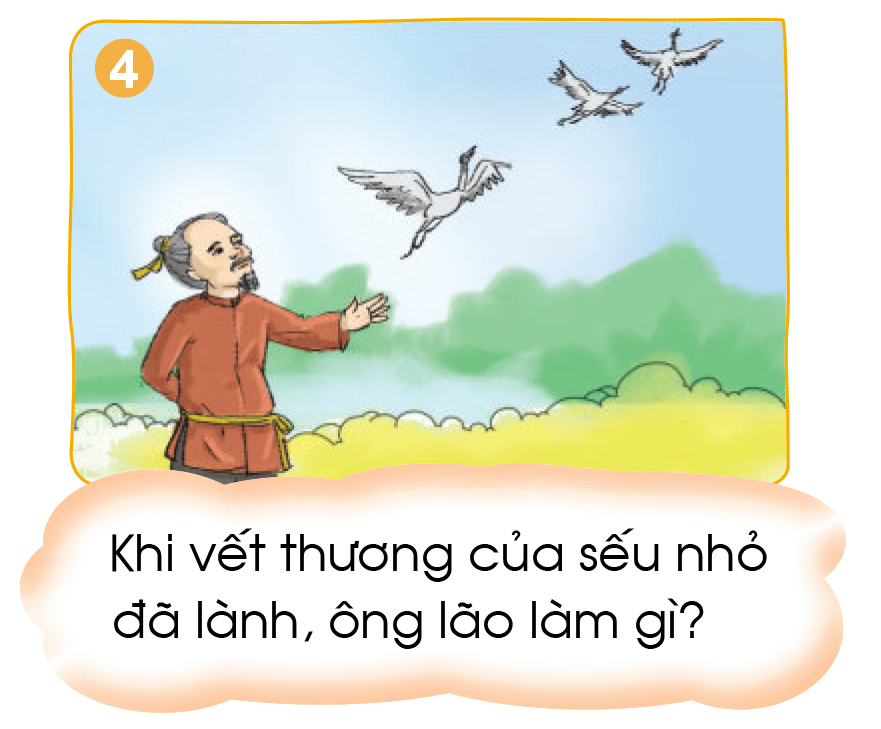 4
Khi vết thương của sếu nhỏ
đã lành, ông lão làm gì?